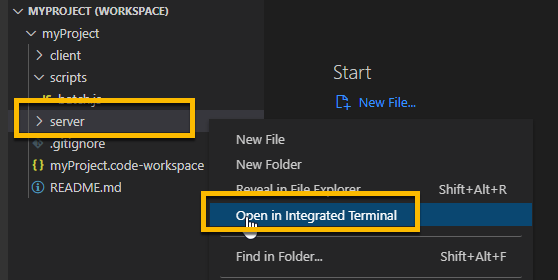 MYPROJECT (WORKSPACE)
myProject
client
scripts
JS batch.js
server
.gitignore
{} myProject.code-workspace
README.md
Start
New File...
New File
New Folder
Reveal in File Explorer Shift+Alt+R
Open in Integrated Terminal
Find in Folder... Shift+Alt+F